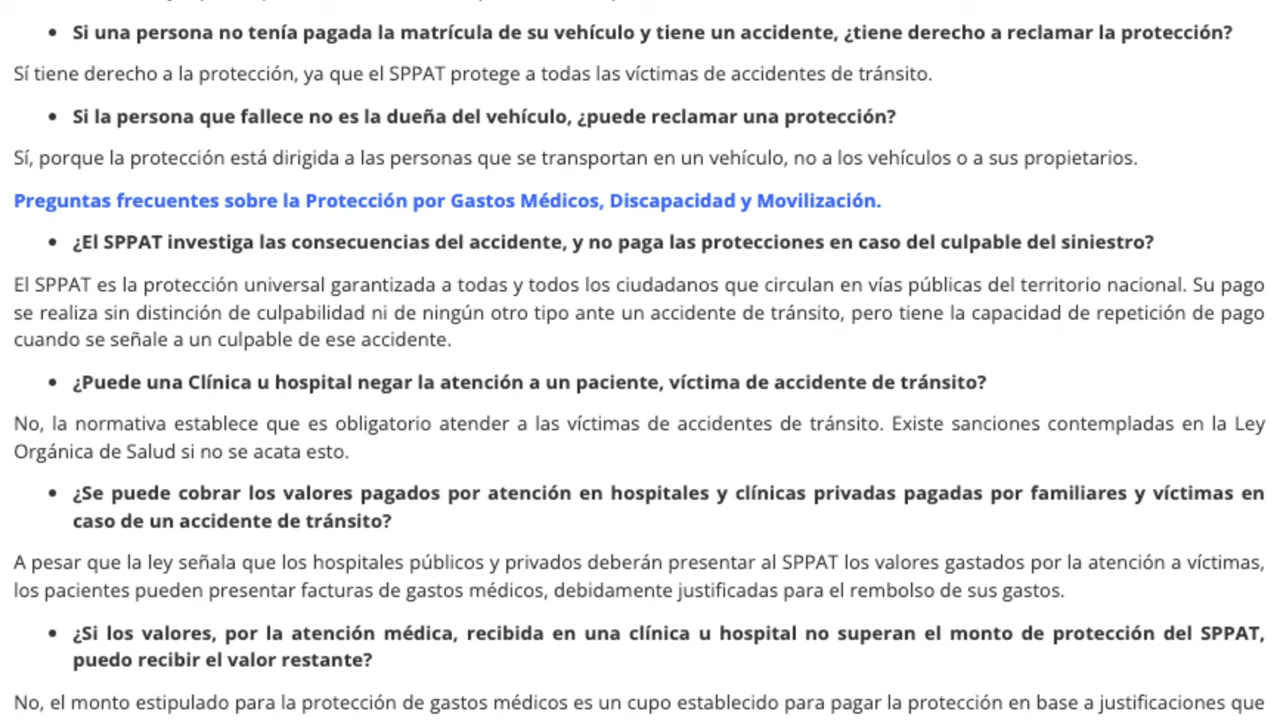 • Si una persona no tenía pagada la matrícula de su vehículo y tiene un accidente, ¿tiene derecho a reclamar la protección?
Sí tiene derecho a la protección, ya que el SPPAT protege a todas las víctimas de accidentes de tránsito.
• Si la persona que fallece no es la dueña del vehículo, ¿puede reclamar una protección?
Sí, porque la protección está dirigida a las personas que se transportan en un vehículo, no a los vehículos o a sus propietarios.
Preguntas frecuentes sobre la Protección por Gastos Médicos, Discapacidad y Movilización.
• ¿El SPPAT investiga las consecuencias del accidente, y no paga las protecciones en caso del culpable del siniestro?
El SPPAT es la protección universal garantizada a todas y todos los ciudadanos que circulan en vías públicas del territorio nacional. Su pago
se realiza sin distinción de culpabilidad ni de ningún otro tipo ante un accidente de tránsito, pero tiene la capacidad de repetición de pago
cuando se señale a un culpable de ese accidente.
• ¿Puede una Clínica u hospital negar la atención a un paciente, víctima de accidente de tránsito?
No, la normativa establece que es obligatorio atender a las víctimas de accidentes de tránsito. Existe sanciones contempladas en la Ley
Orgánica de Salud si no se acata esto.
• ¿Se puede cobrar los valores pagados por atención en hospitales y clínicas privadas pagadas por familiares y víctimas en
caso de un accidente de tránsito?
A pesar que la ley señala que los hospitales públicos y privados deberán presentar al SPPAT los valores gastados por la atención a víctimas,
los pacientes pueden presentar facturas de gastos médicos, debidamente justificadas para el rembolso de sus gastos.
• ¿Si los valores, por la atención médica, recibida en una clínica u hospital no superan el monto de protección del SPPAT,
puedo recibir el valor restante?
No, el monto estipulado para la protección de gastos médicos es un cupo establecido para pagar la protección en base a justificaciones que